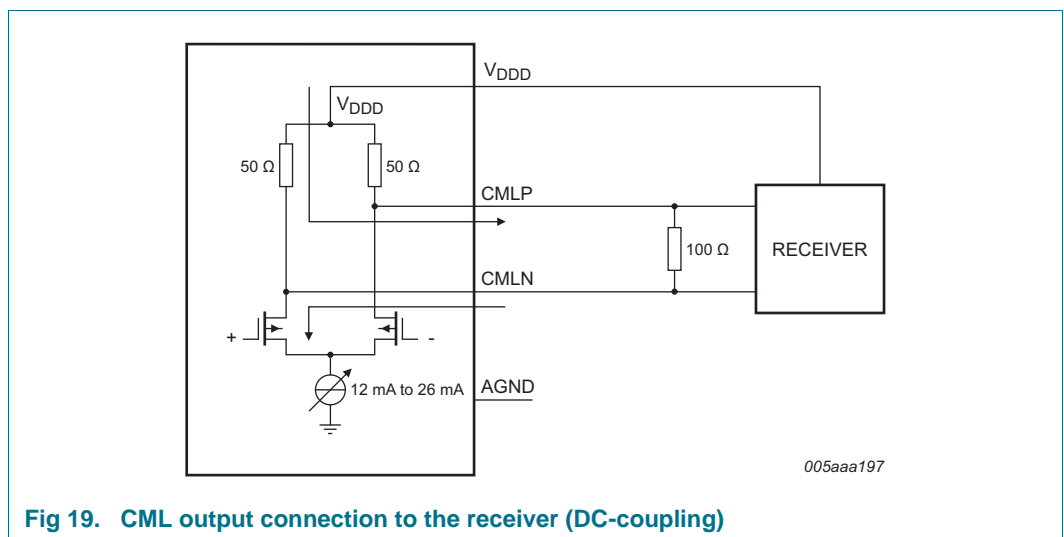 VDDD
VDDD
50 Ω
50 Ω
CMLP
100 Ω
RECEIVER
CMLN
+
-
12 mA to 26 mA
AGND
005aaa197
Fig 19. CML output connection to the receiver (DC-coupling)